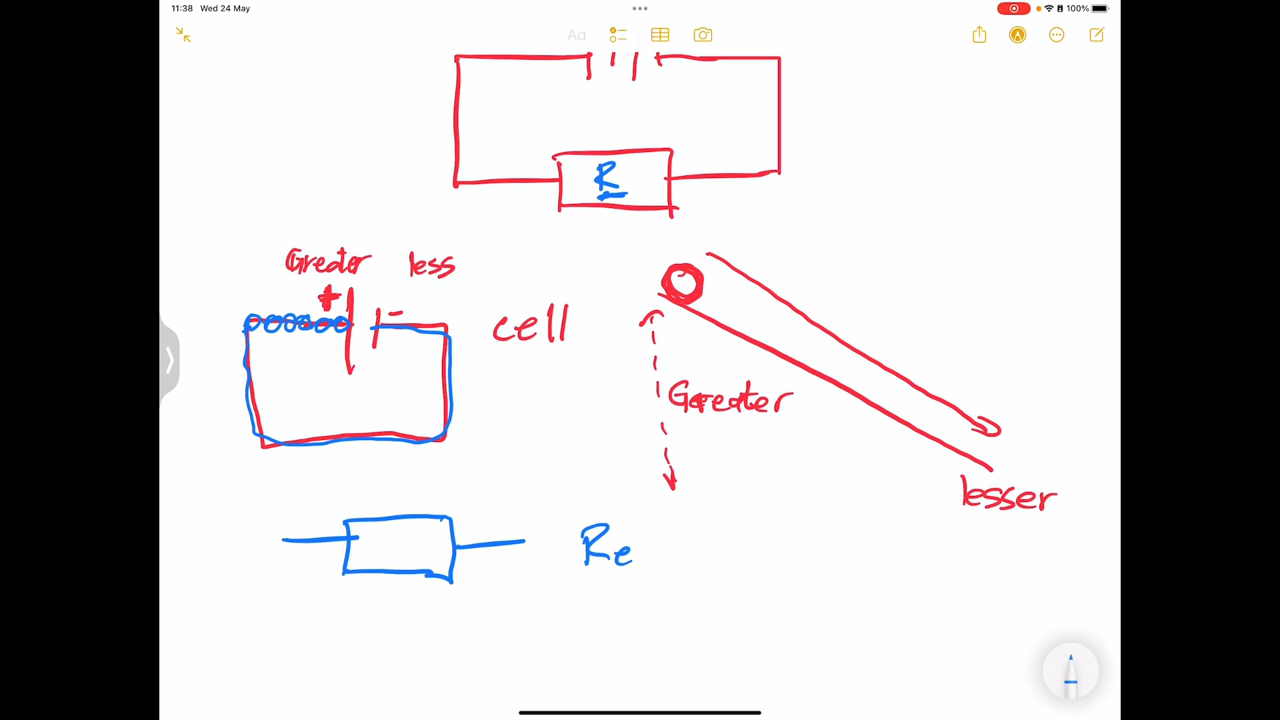 11:38 Wed 24 May
100%
Aa
R
Greater less
+ -
cell
Greater
lesser
Re